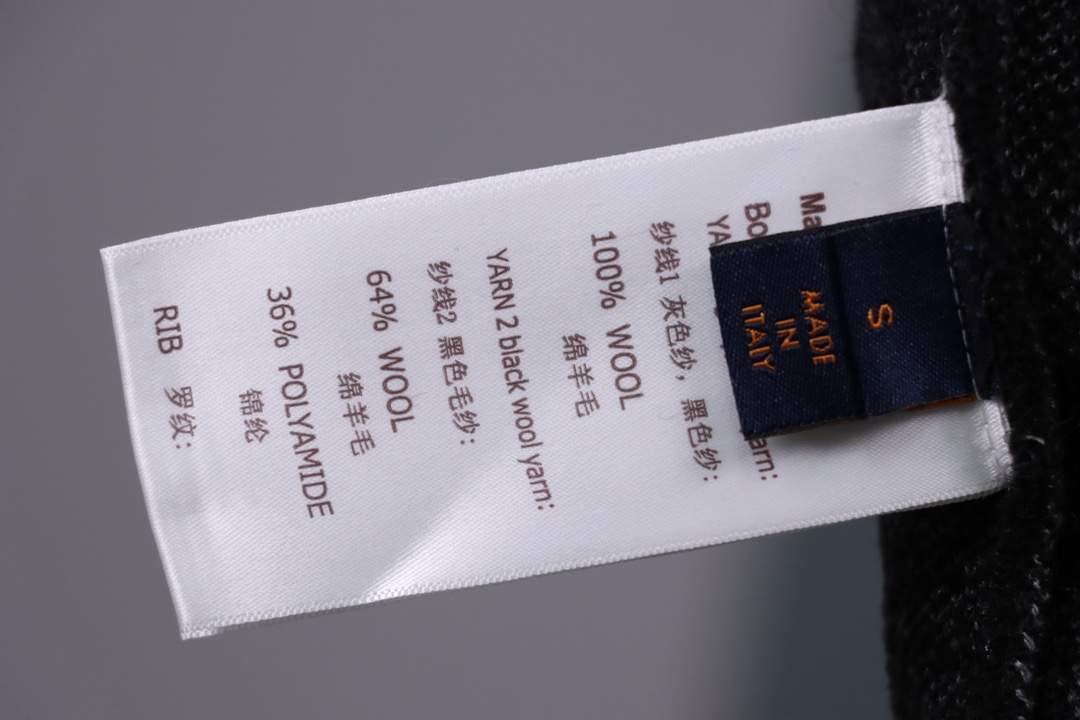 S
MADE
IN
ITALY
纱线1 灰色纱，黑色纱:
100% WOOL
绵羊毛
YARN 2 black wool yarn:
纱线2 黑色毛纱:
64% WOOL
绵羊毛
36% POLYAMIDE
锦纶
RIB 罗纹: